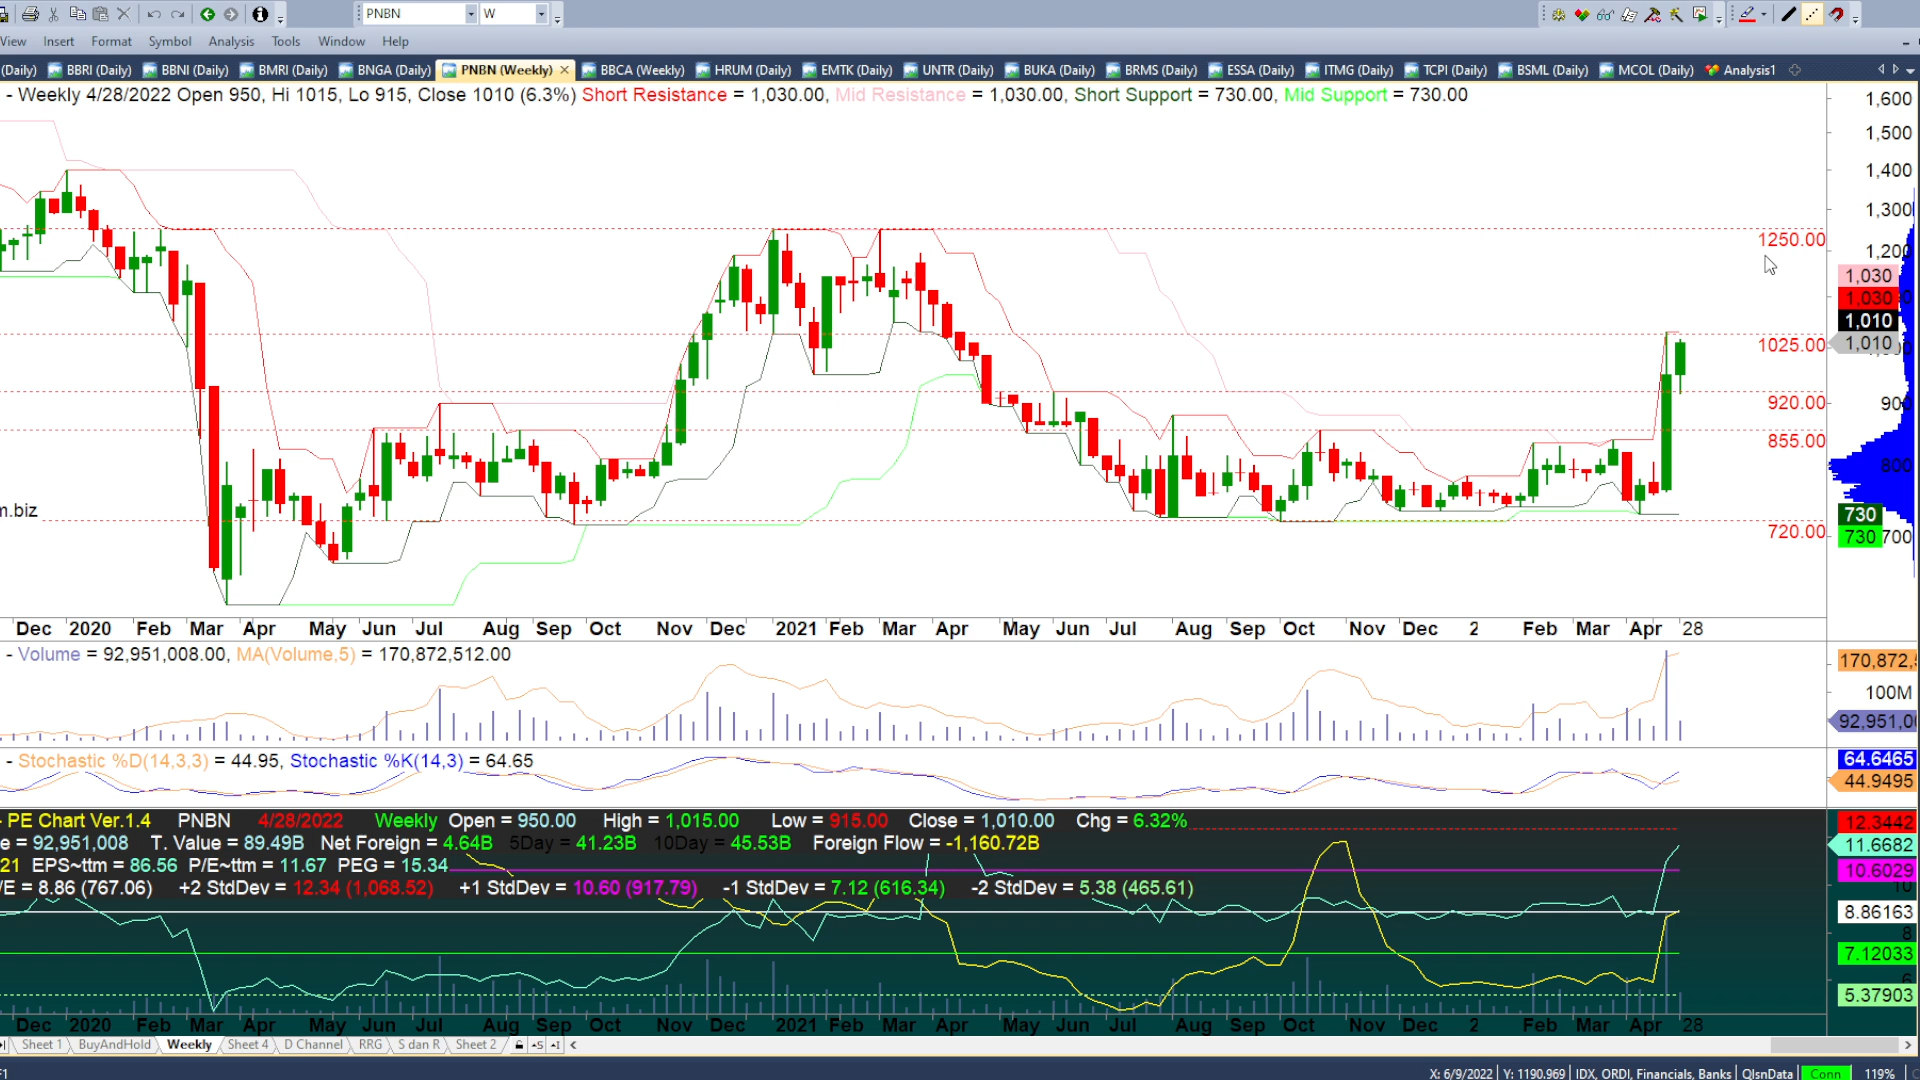 PNBN W
View Insert Format Symbol Analysis Tools Window Help
(Daily) BBRI (Daily) BBNI (Daily) BMRI (Daily) BNGA (Daily) PNBN (Weekly) BBCA (Weekly) HRUM (Daily) EMTK (Daily) UNTR (Daily) BUKA (Daily) BRMS (Daily) ESSA (Daily) ITMG (Daily) TCPI (Daily) BSML (Daily) MCOL (Daily) Analysis1
- Weekly 4/28/2022 Open 950, Hi 1015, Lo 915, Close 1010 (6.3%) Short Resistance = 1,030.00, Mid Resistance = 1,030.00, Short Support = 730.00, Mid Support = 730.00
1,600
1,500
1,400
1,300
1250.00
1,200
1,030
1,030
1,010
1025.00 1,010
920.00 900
855.00
800
m.biz
730
720.00 730 700
Dec 2020 Feb Mar Apr May Jun Jul Aug Sep Oct Nov Dec 2021 Feb Mar Apr May Jun Jul Aug Sep Oct Nov Dec 2 Feb Mar Apr 28
- Volume = 92,951,008.00, MA(Volume,5) = 170,872,512.00
170,872,5
100M
92,951,00
- Stochastic %D(14,3,3) = 44.95, Stochastic %K(14,3) = 64.65
64.6465
44.9495
- PE Chart Ver.1.4 PNBN 4/28/2022 Weekly Open = 950.00 High = 1,015.00 Low = 915.00 Close = 1,010.00 Chg = 6.32%
12.3442
e = 92,951,008 T. Value = 89.49B Net Foreign = 4.64B 5Day = 41.23B 10Day = 45.53B Foreign Flow = -1,160.72B
11.6682
21 EPS~ttm = 86.56 P/E~ttm = 11.67 PEG = 15.34
10.6029
/E = 8.86 (767.06) +2 StdDev = 12.34 (1,068.52) +1 StdDev = 10.60 (917.79) -1 StdDev = 7.12 (616.34) -2 StdDev = 5.38 (465.61)
10
8.86163
8
7.12033
6
5.37903
Dec 2020 Feb Mar Apr May Jun Jul Aug Sep Oct Nov Dec 2021 Feb Mar Apr May Jun Jul Aug Sep Oct Nov Dec 2 Feb Mar Apr 28
Sheet 1 BuyAndHold Weekly Sheet 4 D Channel RRG S dan R Sheet 2
F1 X: 6/9/2022 Y: 1190.969 IDX, ORDI, Financials, Banks QlsnData Conn 119%